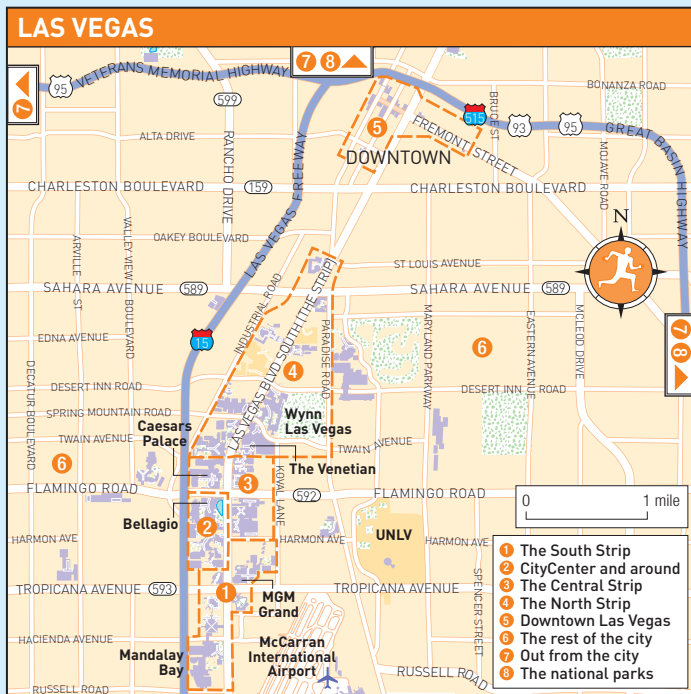 LAS VEGAS
7 8
7
95
VETERANS MEMORIAL HIGHWAY
599
BONANZA ROAD
515
BRUCE ST
93
95
GREAT BASIN HIGHWAY
ALTA DRIVE
RANCHO DRIVE
5
FREMONT STREET
MOJAVE ROAD
DOWNTOWN
CHARLESTON BOULEVARD
159
CHARLESTON BOULEVARD
LAS VEGAS FREEWAY
N
OAKEY BOULEVARD
ARVILLE ST
VALLEY VIEW BOULEVARD
ST LOUIS AVENUE
SAHARA AVENUE
589
SAHARA AVENUE
589
INDUSTRIAL ROAD
LAS VEGAS BLVD SOUTH (THE STRIP)
PARADISE ROAD
MARYLAND PARKWAY
EASTERN AVENUE
MCLEOD DRIVE
15
EDNA AVENUE
6
7
8
DECATUR BOULEVARD
4
DESERT INN ROAD
DESERT INN ROAD
SPRING MOUNTAIN ROAD
Wynn
Las Vegas
Caesars
Palace
TWAIN AVENUE
TWAIN AVENUE
6
The Venetian
3
KOVAL LANE
FLAMINGO ROAD
592
FLAMINGO ROAD
0
1 mile
Bellagio
2
UNLV
HARMON AVE
HARMON AVE
HARMON AVE
TROPICANA AVENUE
593
1
TROPICANA AVENUE
MGM
Grand
SPENCER STREET
HACIENDA AVENUE
McCarran
International
Airport
Mandalay
Bay
RUSSELL ROAD
RUSSELL ROAD
1 The South Strip
2 CityCenter and around
3 The Central Strip
4 The North Strip
5 Downtown Las Vegas
6 The rest of the city
7 Out from the city
8 The national parks